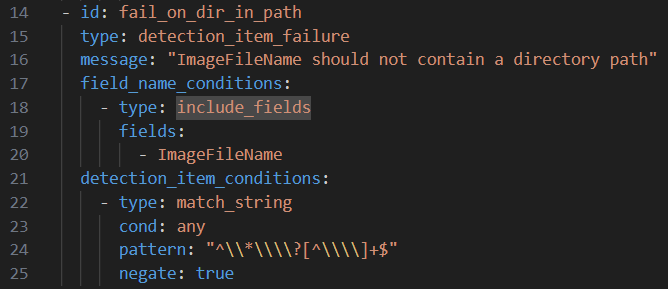 14 - id: fail_on_dir_in_path
15 type: detection_item_failure
16 message: "ImageFileName should not contain a directory path"
17 field_name_conditions:
18 - type: include_fields
19 fields:
20 - ImageFileName
21 detection_item_conditions:
22 - type: match_string
23 cond: any
24 pattern: "^\\*\\\\?[^\\\\]+$"
25 negate: true